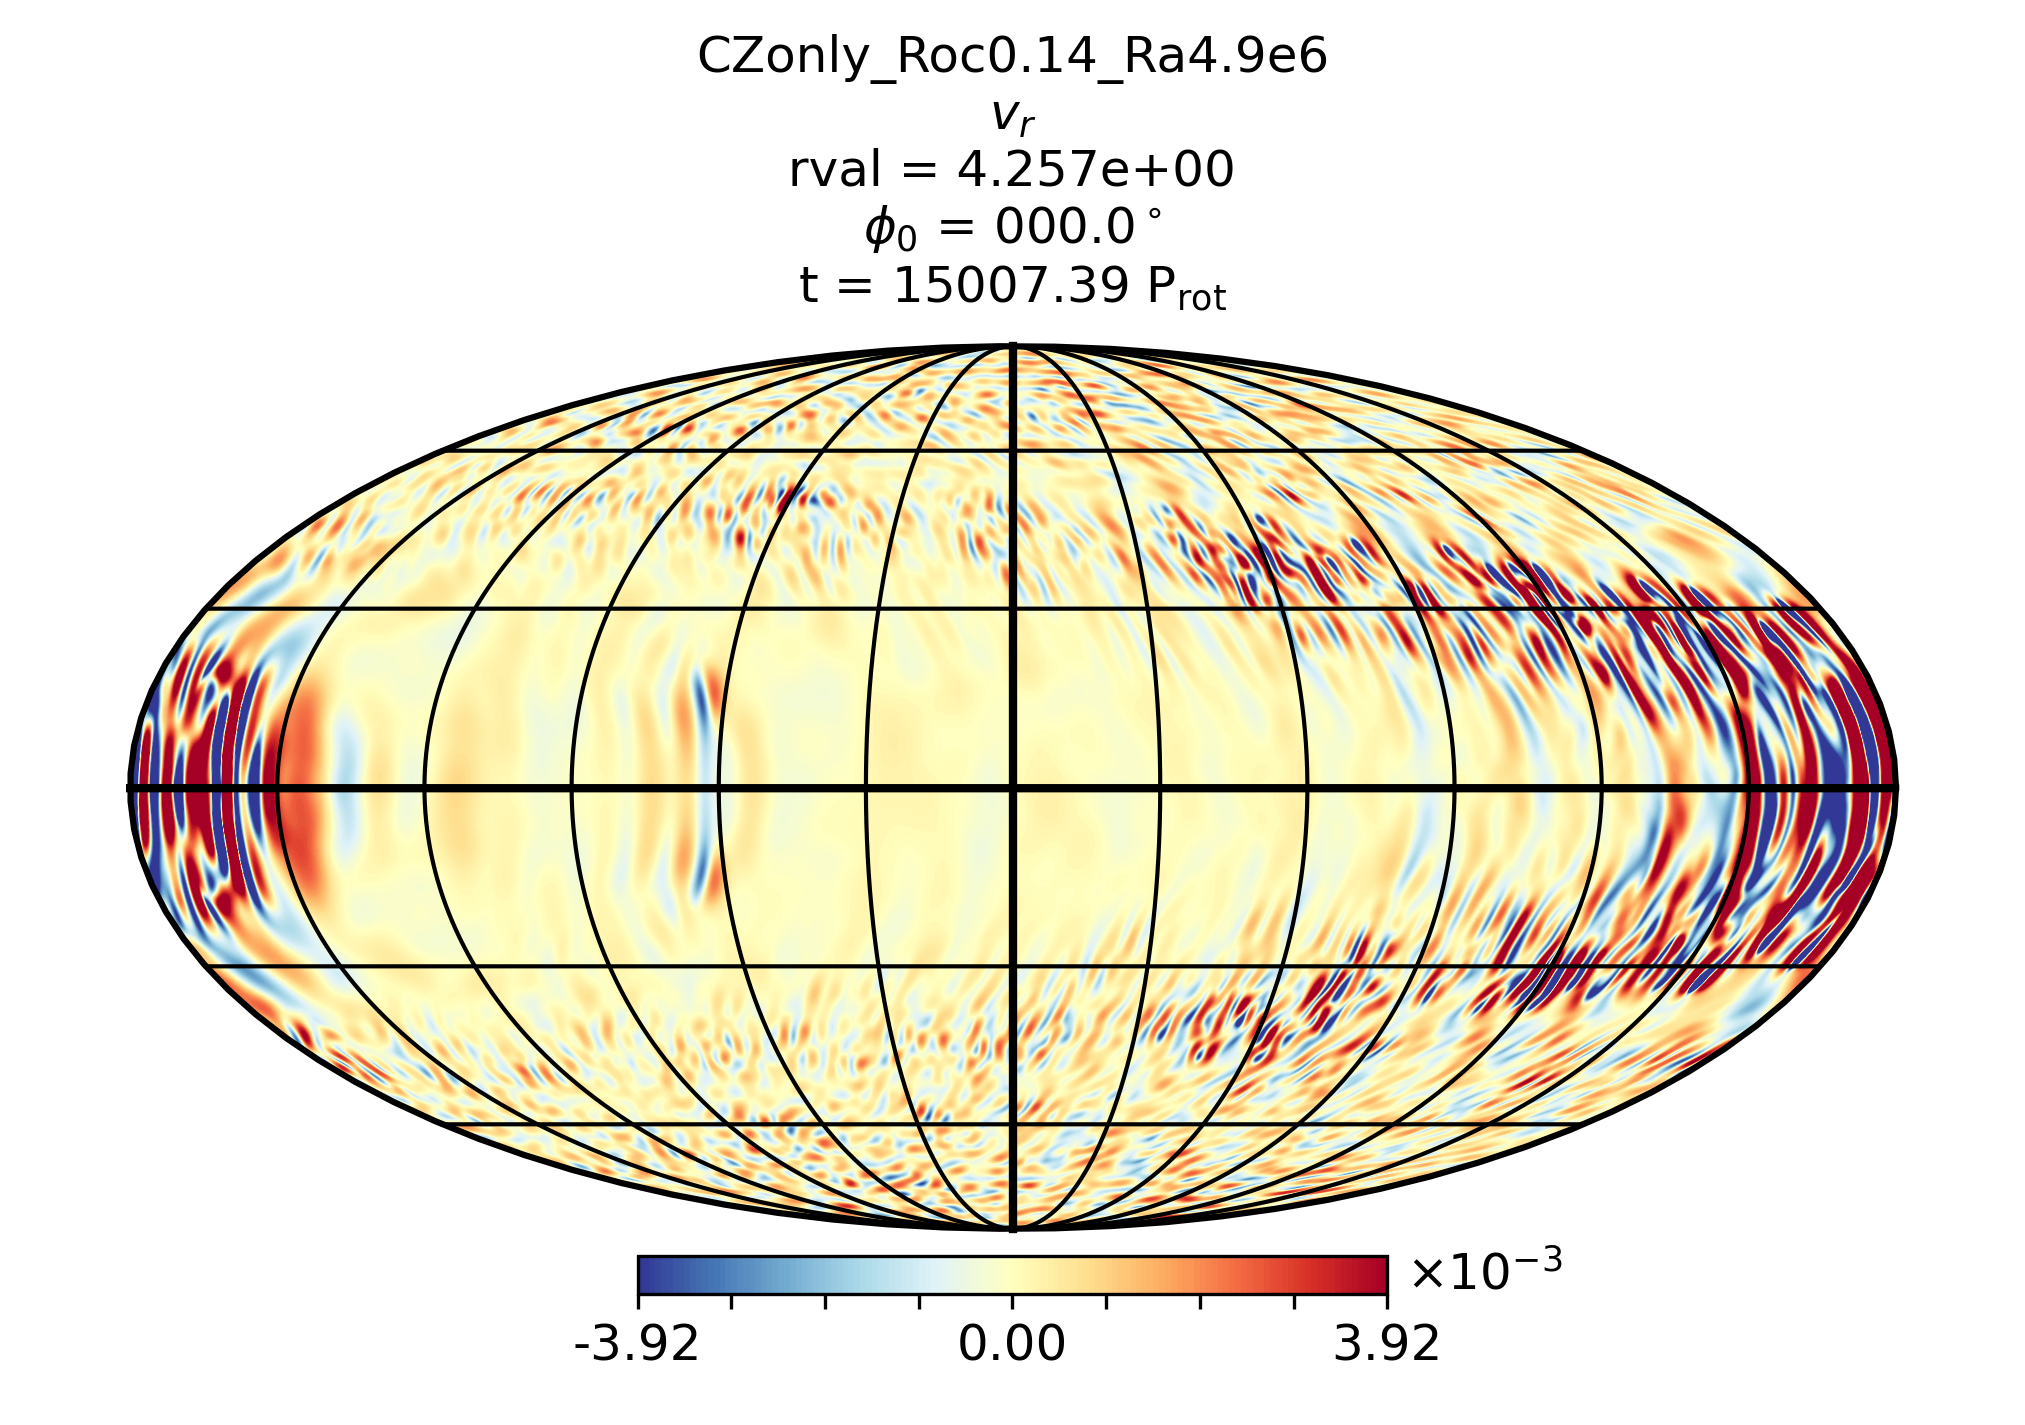 CZonly_Roc0.14_Ra4.9e6
v_r
rval = 4.257e+00
ϕ_0 = 000.0°
t = 15007.39 P_rot
×10^−3
-3.92 0.00 3.92